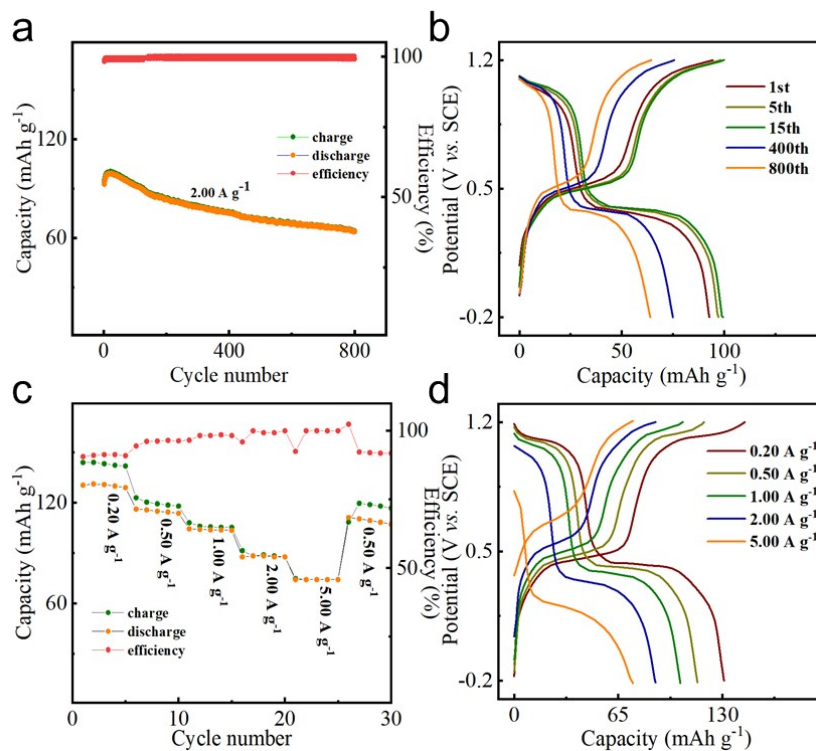 a
Capacity (mAh g⁻¹)
120
60
charge
discharge
efficiency
2.00 A g⁻¹
100
50
Efficiency (%)
0
400
800
Cycle number
b
Potential (V vs. SCE)
1.2
0.5
-0.2
1st
5th
15th
400th
800th
0
50
100
Capacity (mAh g⁻¹)
c
Capacity (mAh g⁻¹)
120
60
0.20 A g⁻¹
0.50 A g⁻¹
1.00 A g⁻¹
2.00 A g⁻¹
5.00 A g⁻¹
0.50 A g⁻¹
charge
discharge
efficiency
100
50
Efficiency (%)
0
10
20
30
Cycle number
d
Potential (V vs. SCE)
1.2
0.5
-0.2
0.20 A g⁻¹
0.50 A g⁻¹
1.00 A g⁻¹
2.00 A g⁻¹
5.00 A g⁻¹
0
65
130
Capacity (mAh g⁻¹)